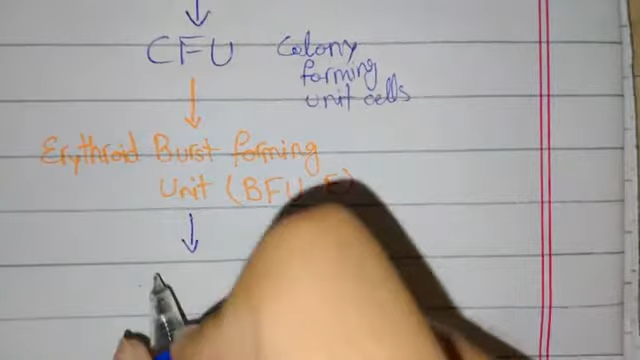 CFU Colony
forming
unit cells
Erythroid Burst forming
Unit (BFU-E)